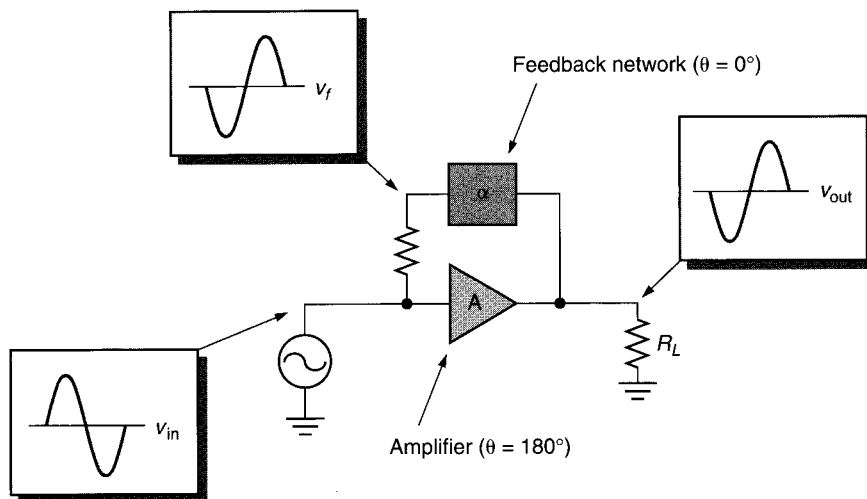 Feedback network (θ = 0°)
v_f
α
v_out
A
R_L
v_in
Amplifier (θ = 180°)